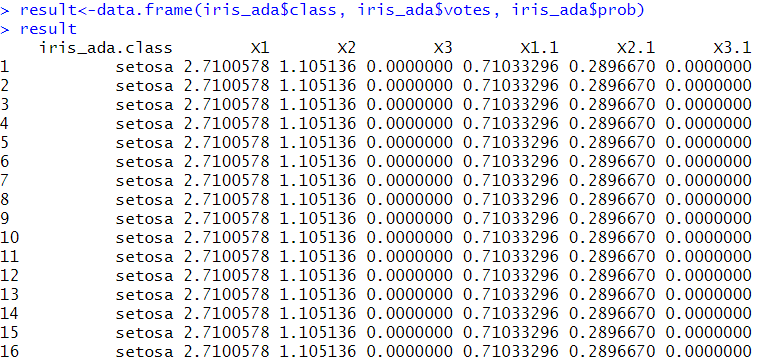 > result<-data.frame(iris_ada$class, iris_ada$votes, iris_ada$prob)
> result
   iris_ada.class        X1       X2        X3       X1.1      X2.1      X3.1
1          setosa 2.7100578 1.105136 0.0000000 0.71033296 0.2896670 0.0000000
2          setosa 2.7100578 1.105136 0.0000000 0.71033296 0.2896670 0.0000000
3          setosa 2.7100578 1.105136 0.0000000 0.71033296 0.2896670 0.0000000
4          setosa 2.7100578 1.105136 0.0000000 0.71033296 0.2896670 0.0000000
5          setosa 2.7100578 1.105136 0.0000000 0.71033296 0.2896670 0.0000000
6          setosa 2.7100578 1.105136 0.0000000 0.71033296 0.2896670 0.0000000
7          setosa 2.7100578 1.105136 0.0000000 0.71033296 0.2896670 0.0000000
8          setosa 2.7100578 1.105136 0.0000000 0.71033296 0.2896670 0.0000000
9          setosa 2.7100578 1.105136 0.0000000 0.71033296 0.2896670 0.0000000
10         setosa 2.7100578 1.105136 0.0000000 0.71033296 0.2896670 0.0000000
11         setosa 2.7100578 1.105136 0.0000000 0.71033296 0.2896670 0.0000000
12         setosa 2.7100578 1.105136 0.0000000 0.71033296 0.2896670 0.0000000
13         setosa 2.7100578 1.105136 0.0000000 0.71033296 0.2896670 0.0000000
14         setosa 2.7100578 1.105136 0.0000000 0.71033296 0.2896670 0.0000000
15         setosa 2.7100578 1.105136 0.0000000 0.71033296 0.2896670 0.0000000
16         setosa 2.7100578 1.105136 0.0000000 0.71033296 0.2896670 0.0000000